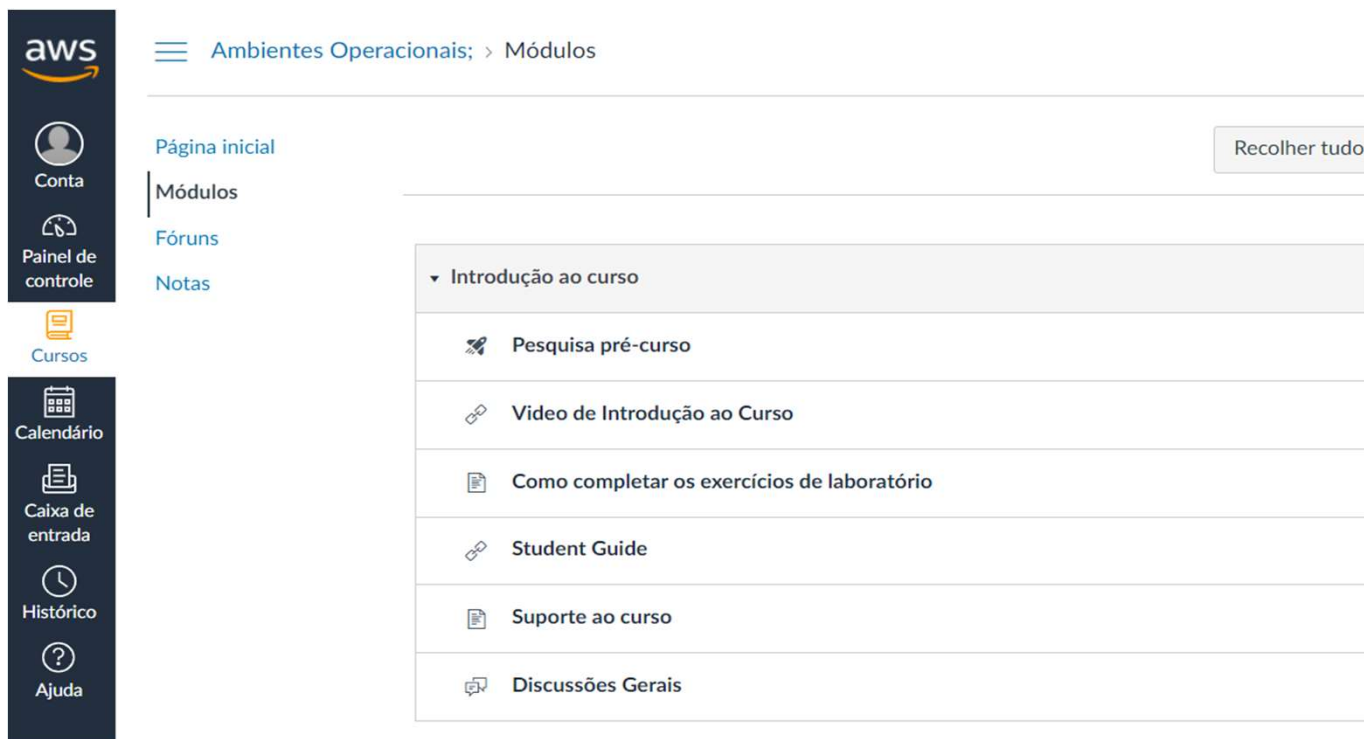 aws
Ambientes Operacionais; > Módulos
Conta
Painel de
controle
Cursos
Calendário
Caixa de
entrada
Histórico
Ajuda
Página inicial
Módulos
Fóruns
Notas
Recolher tudo
Introdução ao curso
Pesquisa pré-curso
Video de Introdução ao Curso
Como completar os exercícios de laboratório
Student Guide
Suporte ao curso
Discussões Gerais